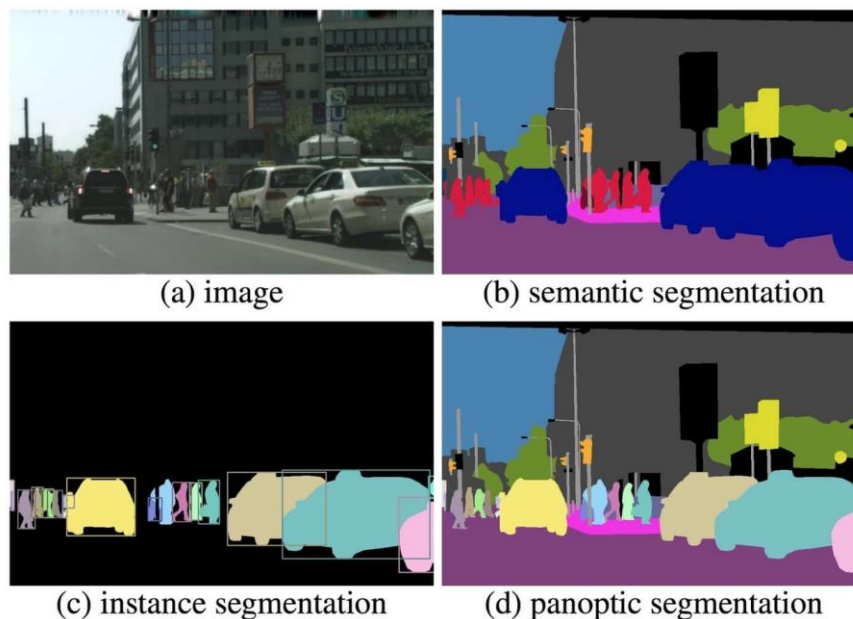 S
U
(a) image
(b) semantic segmentation
(c) instance segmentation
(d) panoptic segmentation